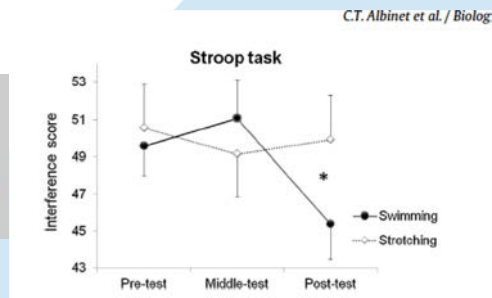 C.T. Albinet et al. / Biolog
Stroop task
Interference score
53
51
49
47
45
43
*
Swimming
Stretching
Pre-test Middle-test Post-test